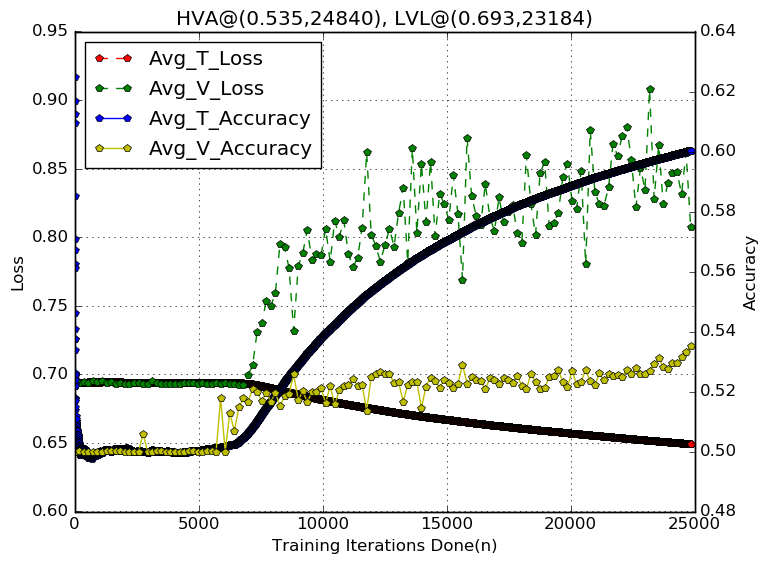 HVA@(0.535,24840), LVL@(0.693,23184)
0.95
0.90
0.85
0.80
0.75
0.70
0.65
0.60
Loss
Avg_T_Loss
Avg_V_Loss
Avg_T_Accuracy
Avg_V_Accuracy
0.64
0.62
0.60
0.58
0.56
0.54
0.52
0.50
0.48
Accuracy
0 5000 10000 15000 20000 25000
Training Iterations Done(n)